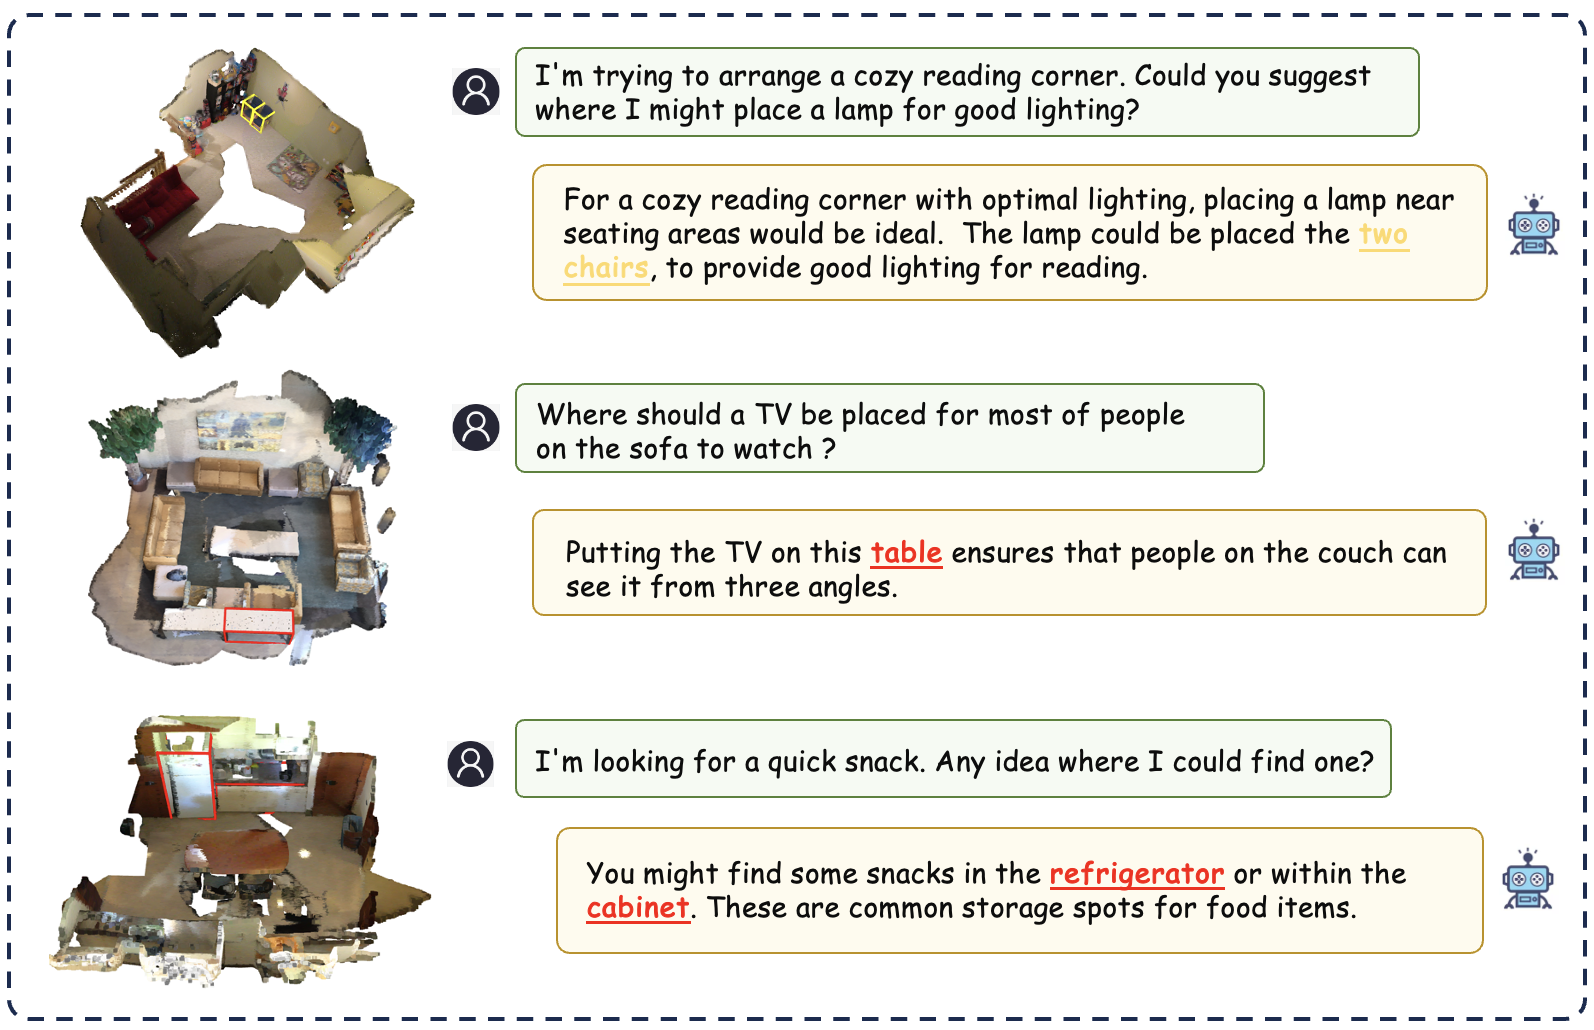 I'm trying to arrange a cozy reading corner. Could you suggest
where I might place a lamp for good lighting?
For a cozy reading corner with optimal lighting, placing a lamp near
seating areas would be ideal.  The lamp could be placed the two
chairs, to provide good lighting for reading.
Where should a TV be placed for most of people
on the sofa to watch ?
Putting the TV on this table ensures that people on the couch can
see it from three angles.
I'm looking for a quick snack. Any idea where I could find one?
You might find some snacks in the refrigerator or within the
cabinet. These are common storage spots for food items.